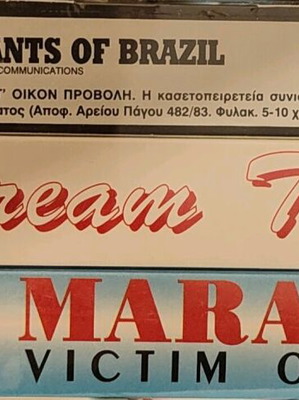 ANTS OF BRAZIL
COMMUNICATIONS
ΟΙΚΟΝ ΠΡΟΒΟΛΗ. Η κασετοπειρετεία συνισ
ατος (Αποφ. Αρείου Πάγου 482/83. Φυλακ. 5-10 χ
ream T
MARA
VICTIM O